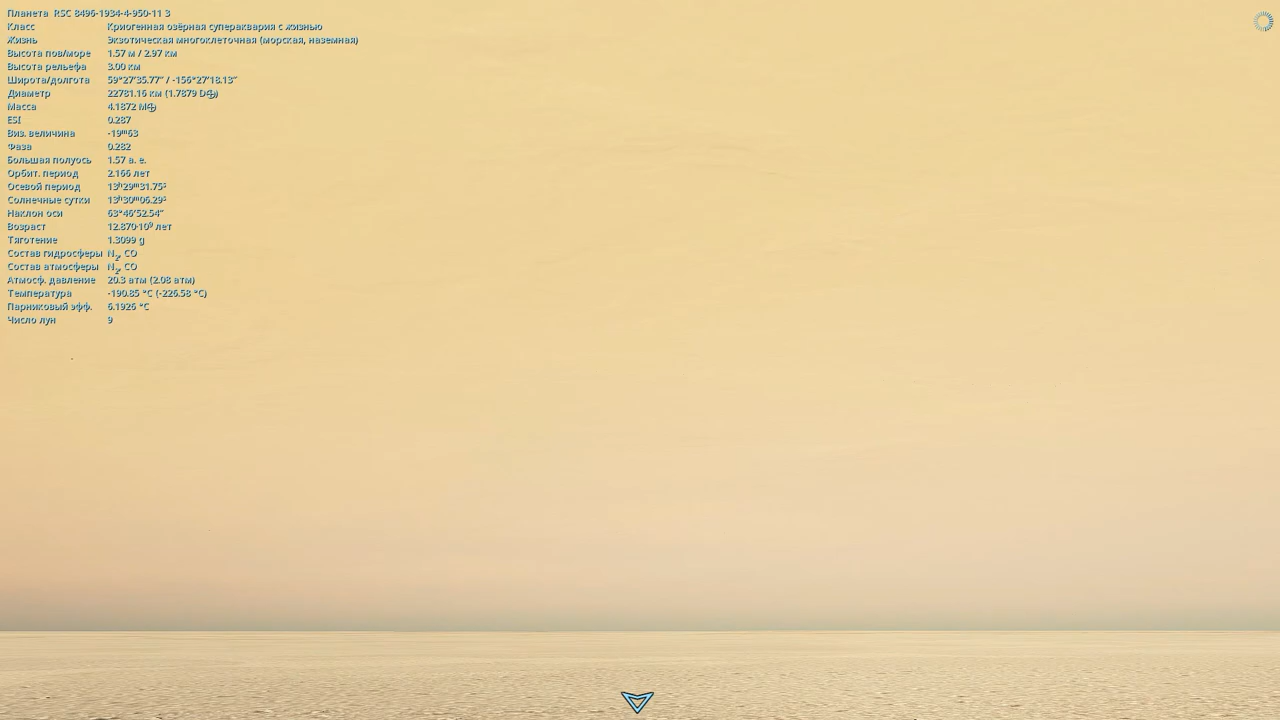 Планета RSC 8496-1934-4-950-11 3
Класс Криогенная озёрная супераквария с жизнью
Жизнь Экзотическая многоклеточная (морская, наземная)
Высота пов/море 1.57 м / 2.97 км
Высота рельефа 3.00 км
Широта/долгота 59°27'35.77" / -156°27'18.13"
Диаметр 22781.16 км (1.7879 D⊕)
Масса 4.1872 M⊕
ESI 0.287
Виз. величина -19ᵐ63
Фаза 0.282
Большая полуось 1.57 а. е.
Орбит. период 2.166 лет
Осевой период 13ʰ29ᵐ31.75ˢ
Солнечные сутки 13ʰ30ᵐ06.29ˢ
Наклон оси 63°46'52.54"
Возраст 12.870·10⁹ лет
Тяготение 1.3099 g
Состав гидросферы N₂, CO
Состав атмосферы N₂, CO
Атмосф. давление 20.3 атм (2.08 атм)
Температура -190.85 °C (-226.58 °C)
Парниковый эфф. 6.1926 °C
Число лун 9